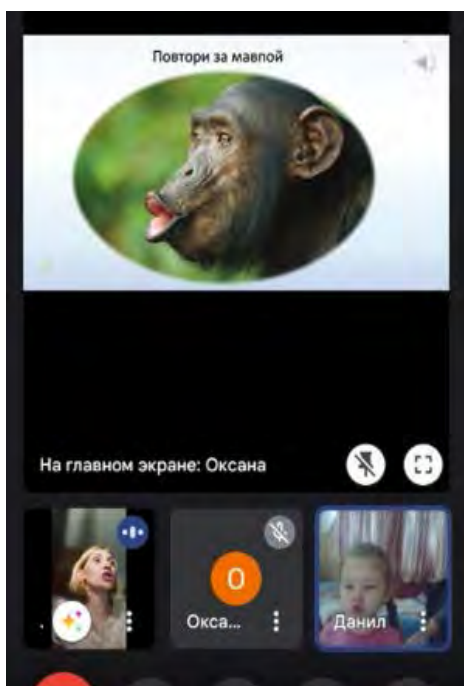 Повтори за мавпой
На главном экране: Оксана
О
Окса...
Данил